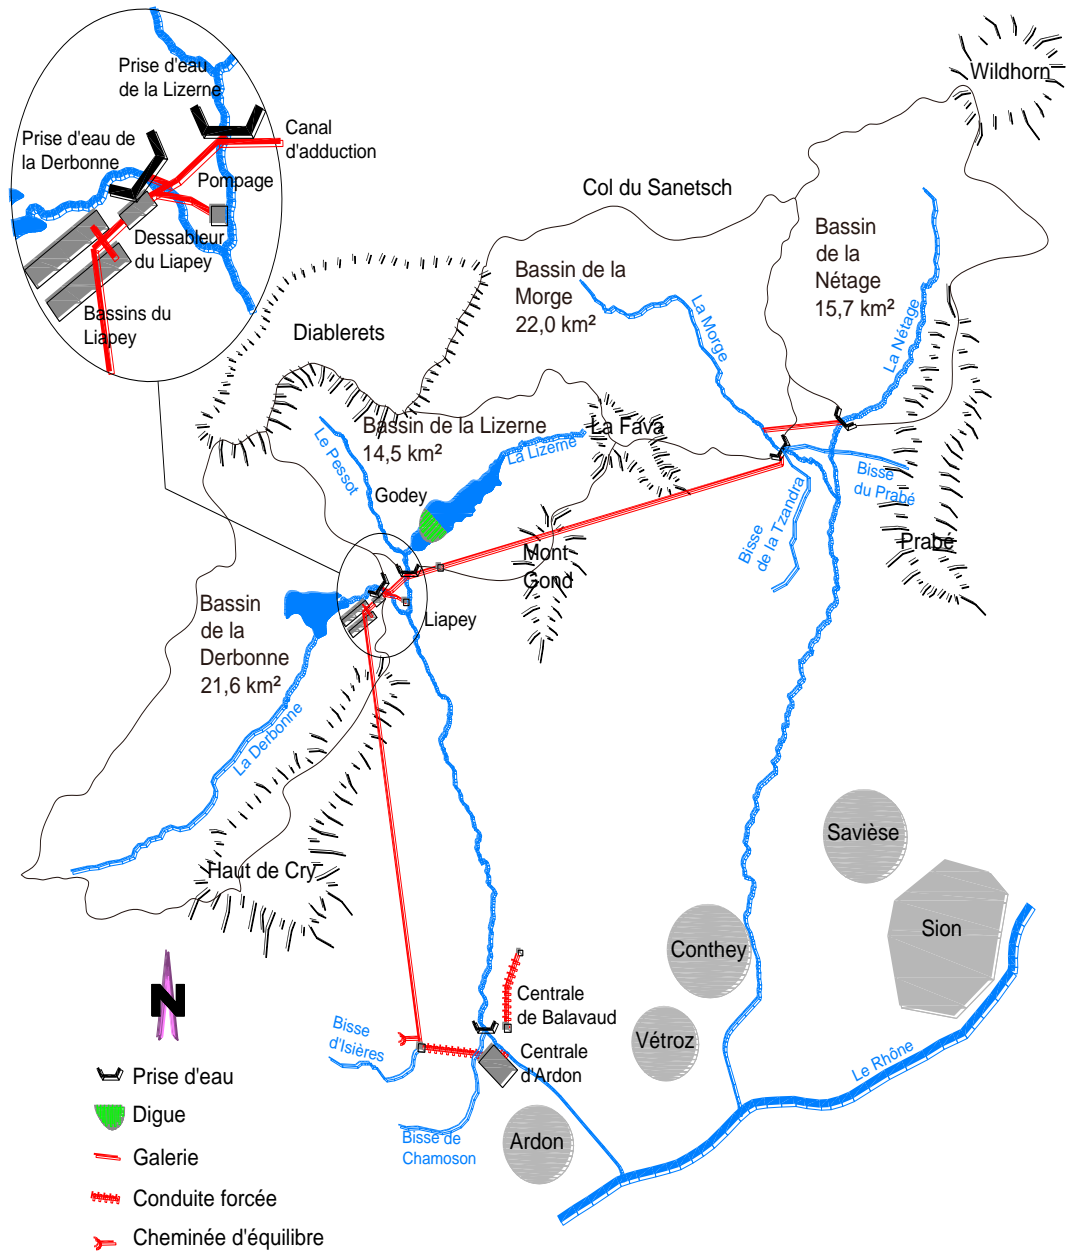 Prise d'eau
de la Lizerne
Prise d'eau de
la Derbonne
Canal
d'adduction
Pompage
Dessableur
du Liapey
Bassins du
Liapey
Wildhorn
Col du Sanetsch
Bassin
de la
Nétage
15,7 km²
Bassin de la
Morge
22,0 km²
La Morge
La Nétage
Diablerets
Bassin de la Lizerne
14,5 km²
Le Pessot
La Lizerne
La Fava
Godey
Bisse
du Prabé
Bisse
de la Tzandra
Prabé
Mont
Gond
Bassin
de la
Derbonne
21,6 km²
Liapey
La Derbonne
Haut de Cry
Savièse
Sion
Conthey
Vétroz
Le Rhône
Centrale
de Balavaud
Centrale
d'Ardon
Bisse
d'Isières
Bisse de
Chamoson
Ardon
N
Prise d'eau
Digue
Galerie
Conduite forcée
Cheminée d'équilibre